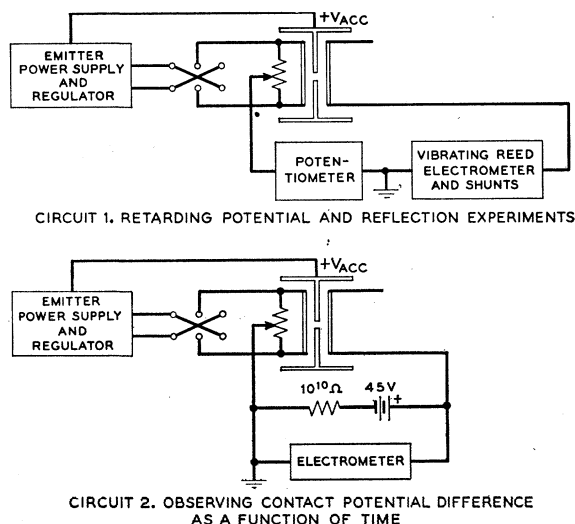 +VACC
EMITTER
POWER SUPPLY
AND
REGULATOR
POTEN-
TIOMETER
VIBRATING REED
ELECTROMETER
AND SHUNTS
CIRCUIT 1. RETARDING POTENTIAL AND REFLECTION EXPERIMENTS
+VACC
EMITTER
POWER SUPPLY
AND
REGULATOR
10¹⁰Ω
45V
+
ELECTROMETER
CIRCUIT 2. OBSERVING CONTACT POTENTIAL DIFFERENCE
AS A FUNCTION OF TIME